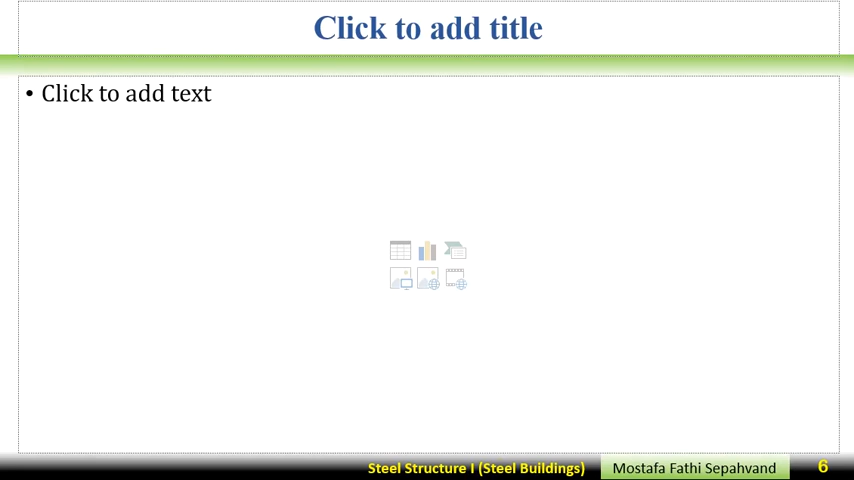 Click to add title
• Click to add text
Steel Structure I (Steel Buildings) Mostafa Fathi Sepahvand 6